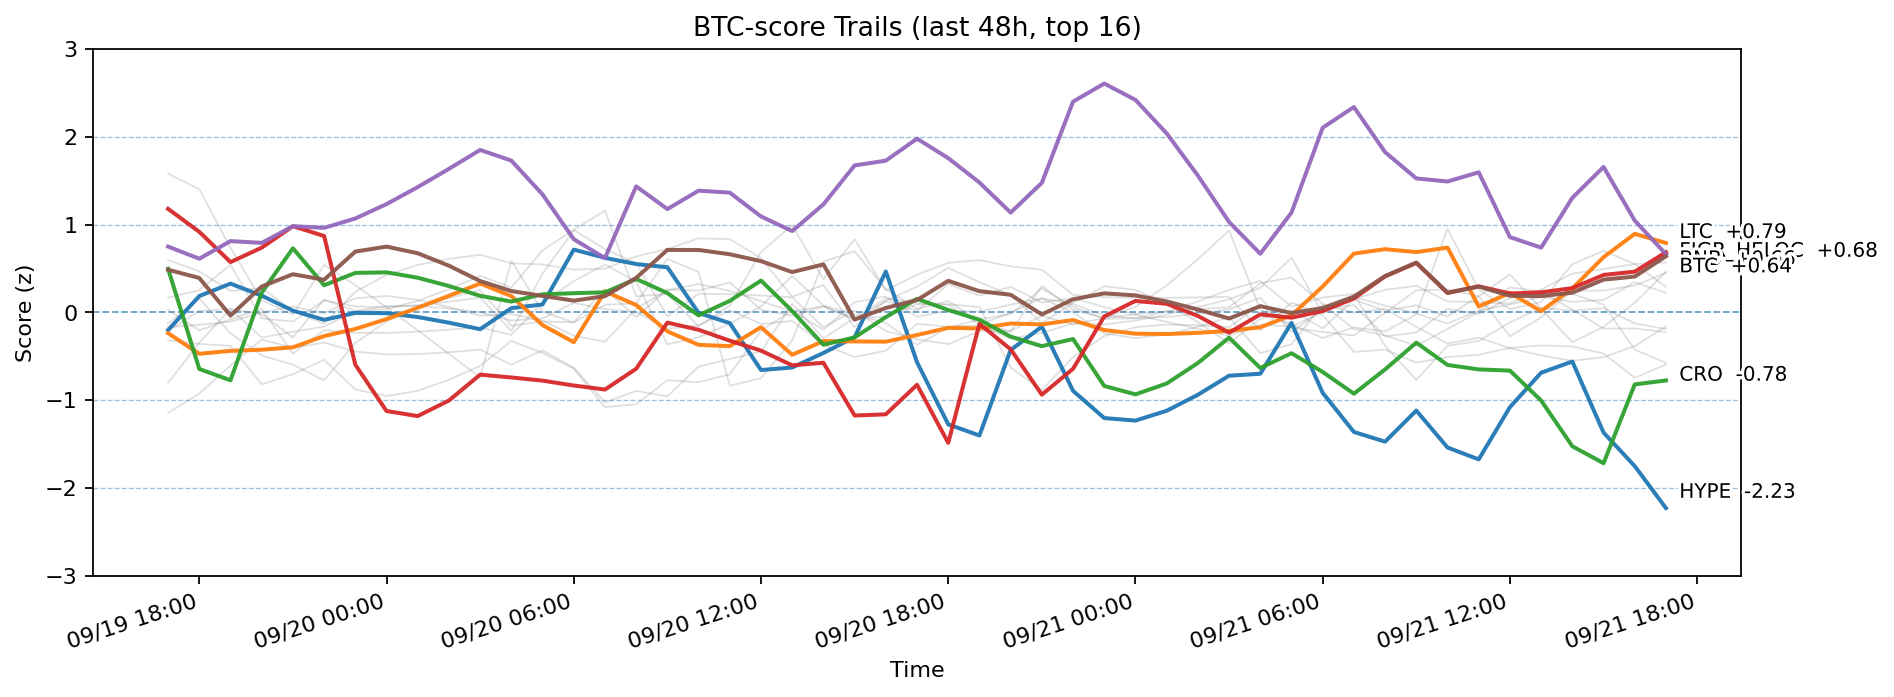 BTC-score Trails (last 48h, top 16)
Score (z)
3
2
1
0
−1
−2
−3
LTC +0.79
+0.68
BTC +0.64
CRO -0.78
HYPE -2.23
09/19 18:00
09/20 00:00
09/20 06:00
09/20 12:00
09/20 18:00
09/21 00:00
09/21 06:00
09/21 12:00
09/21 18:00
Time